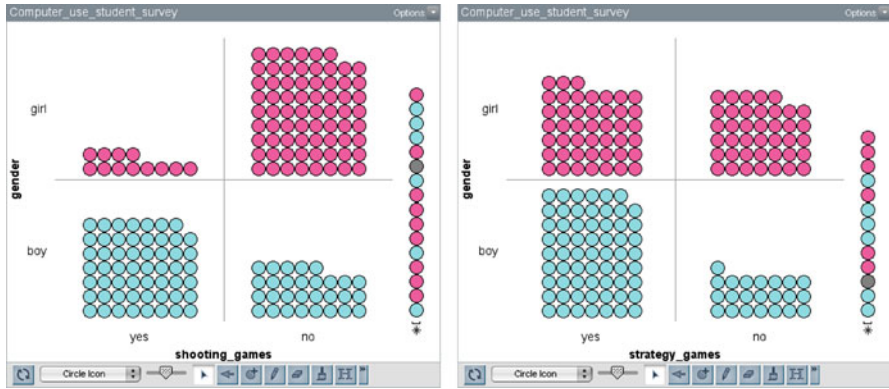 Computer_use_student_survey
Options
girl
gender
boy
yes
no
shooting_games
Circle Icon
Computer_use_student_survey
Options
girl
gender
boy
yes
no
strategy_games
Circle Icon